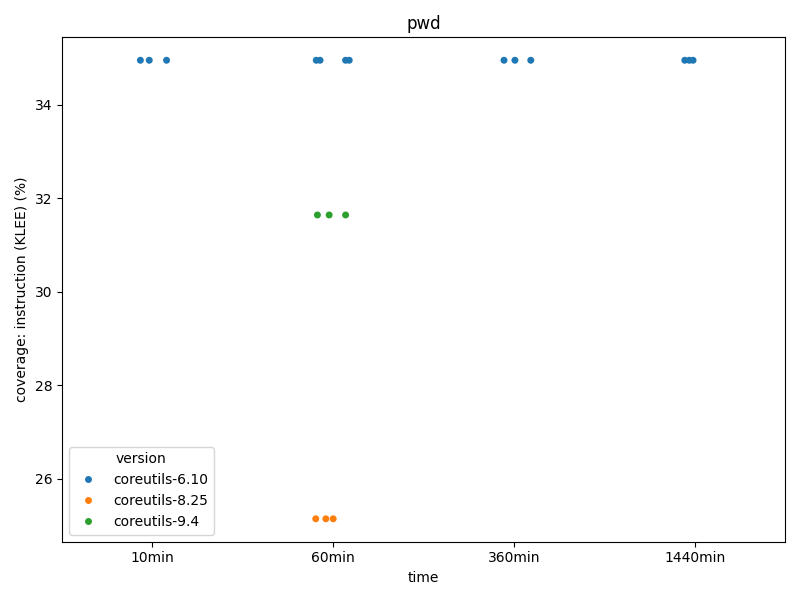 pwd
coverage: instruction (KLEE) (%)
34
32
30
28
26
version
coreutils-6.10
coreutils-8.25
coreutils-9.4
10min
60min
360min
1440min
time